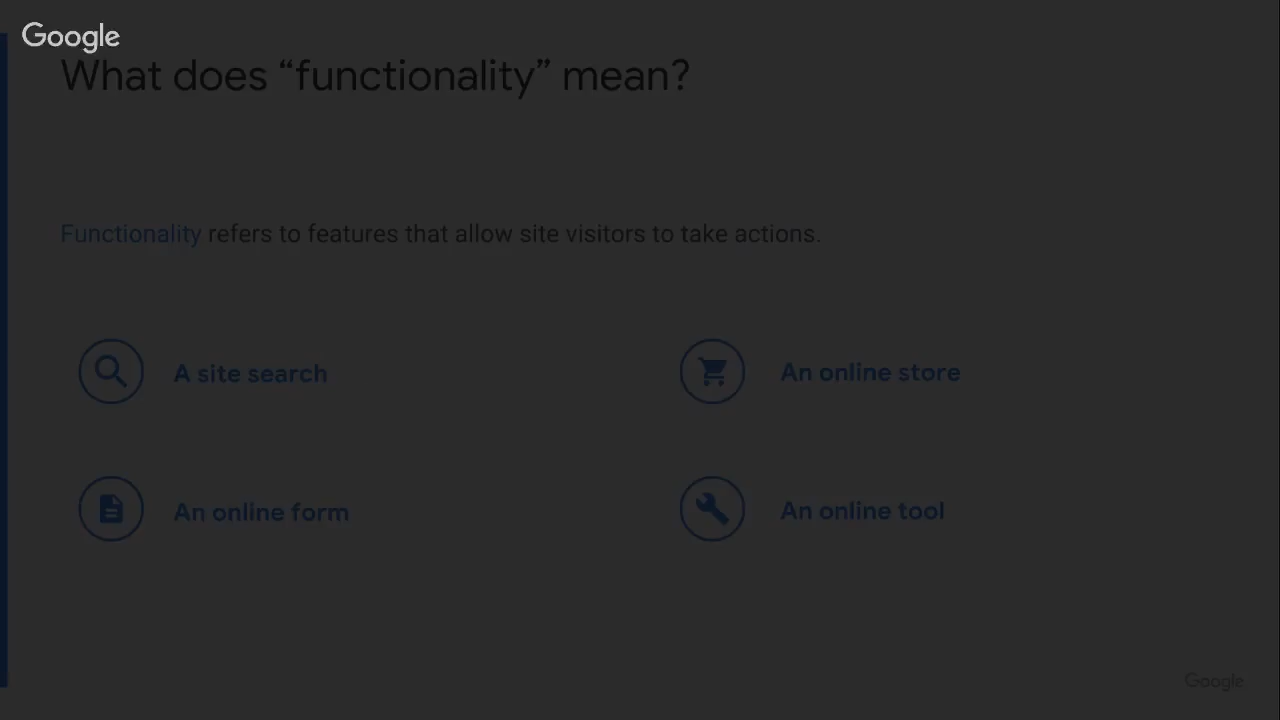 Google
What does “functionality” mean?
Functionality refers to features that allow site visitors to take actions.
A site search
An online store
An online form
An online tool
Google